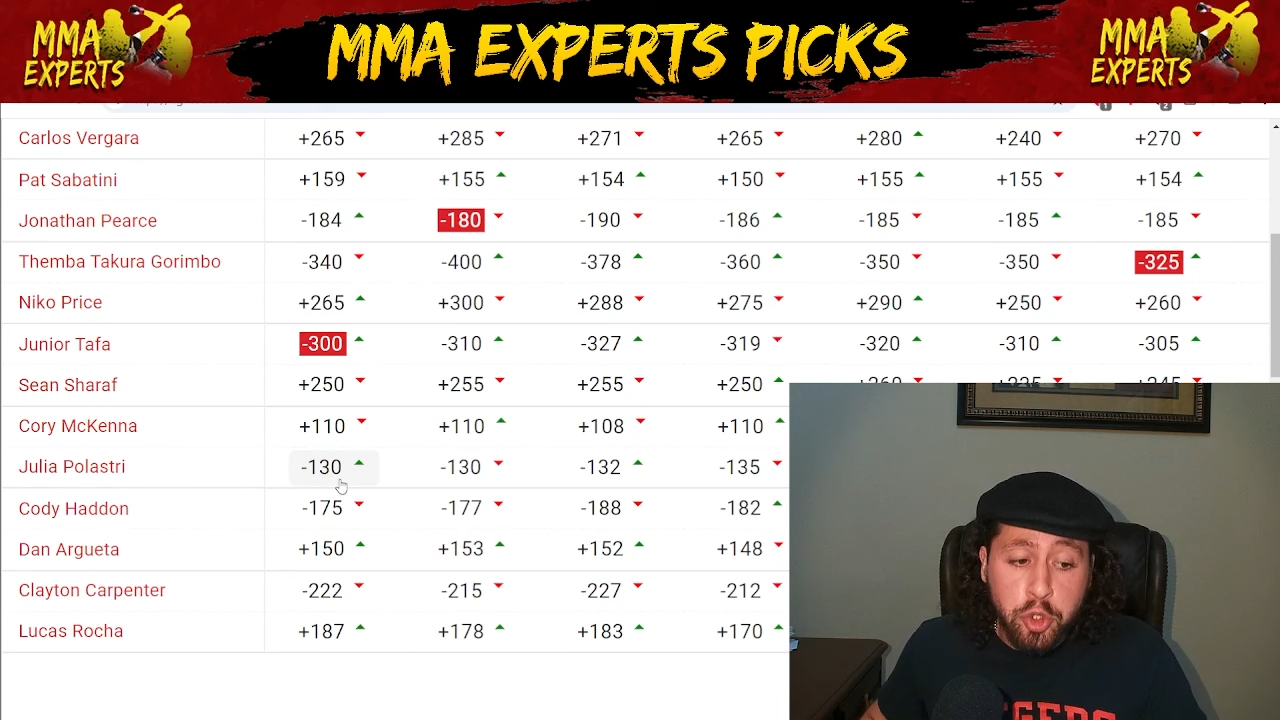 MMA
EXPERTS
MMA EXPERTS PICKS
MMA
EXPERTS
1
2
Carlos Vergara +265 +285 +271 +265 +280 +240 +270
Pat Sabatini +159 +155 +154 +150 +155 +155 +154
Jonathan Pearce -184 -180 -190 -186 -185 -185 -185
Themba Takura Gorimbo -340 -400 -378 -360 -350 -350 -325
Niko Price +265 +300 +288 +275 +290 +250 +260
Junior Tafa -300 -310 -327 -319 -320 -310 -305
Sean Sharaf +250 +255 +255 +250
Cory McKenna +110 +110 +108 +110
Julia Polastri -130 -130 -132 -135
Cody Haddon -175 -177 -188 -182
Dan Argueta +150 +153 +152 +148
Clayton Carpenter -222 -215 -227 -212
Lucas Rocha +187 +178 +183 +170